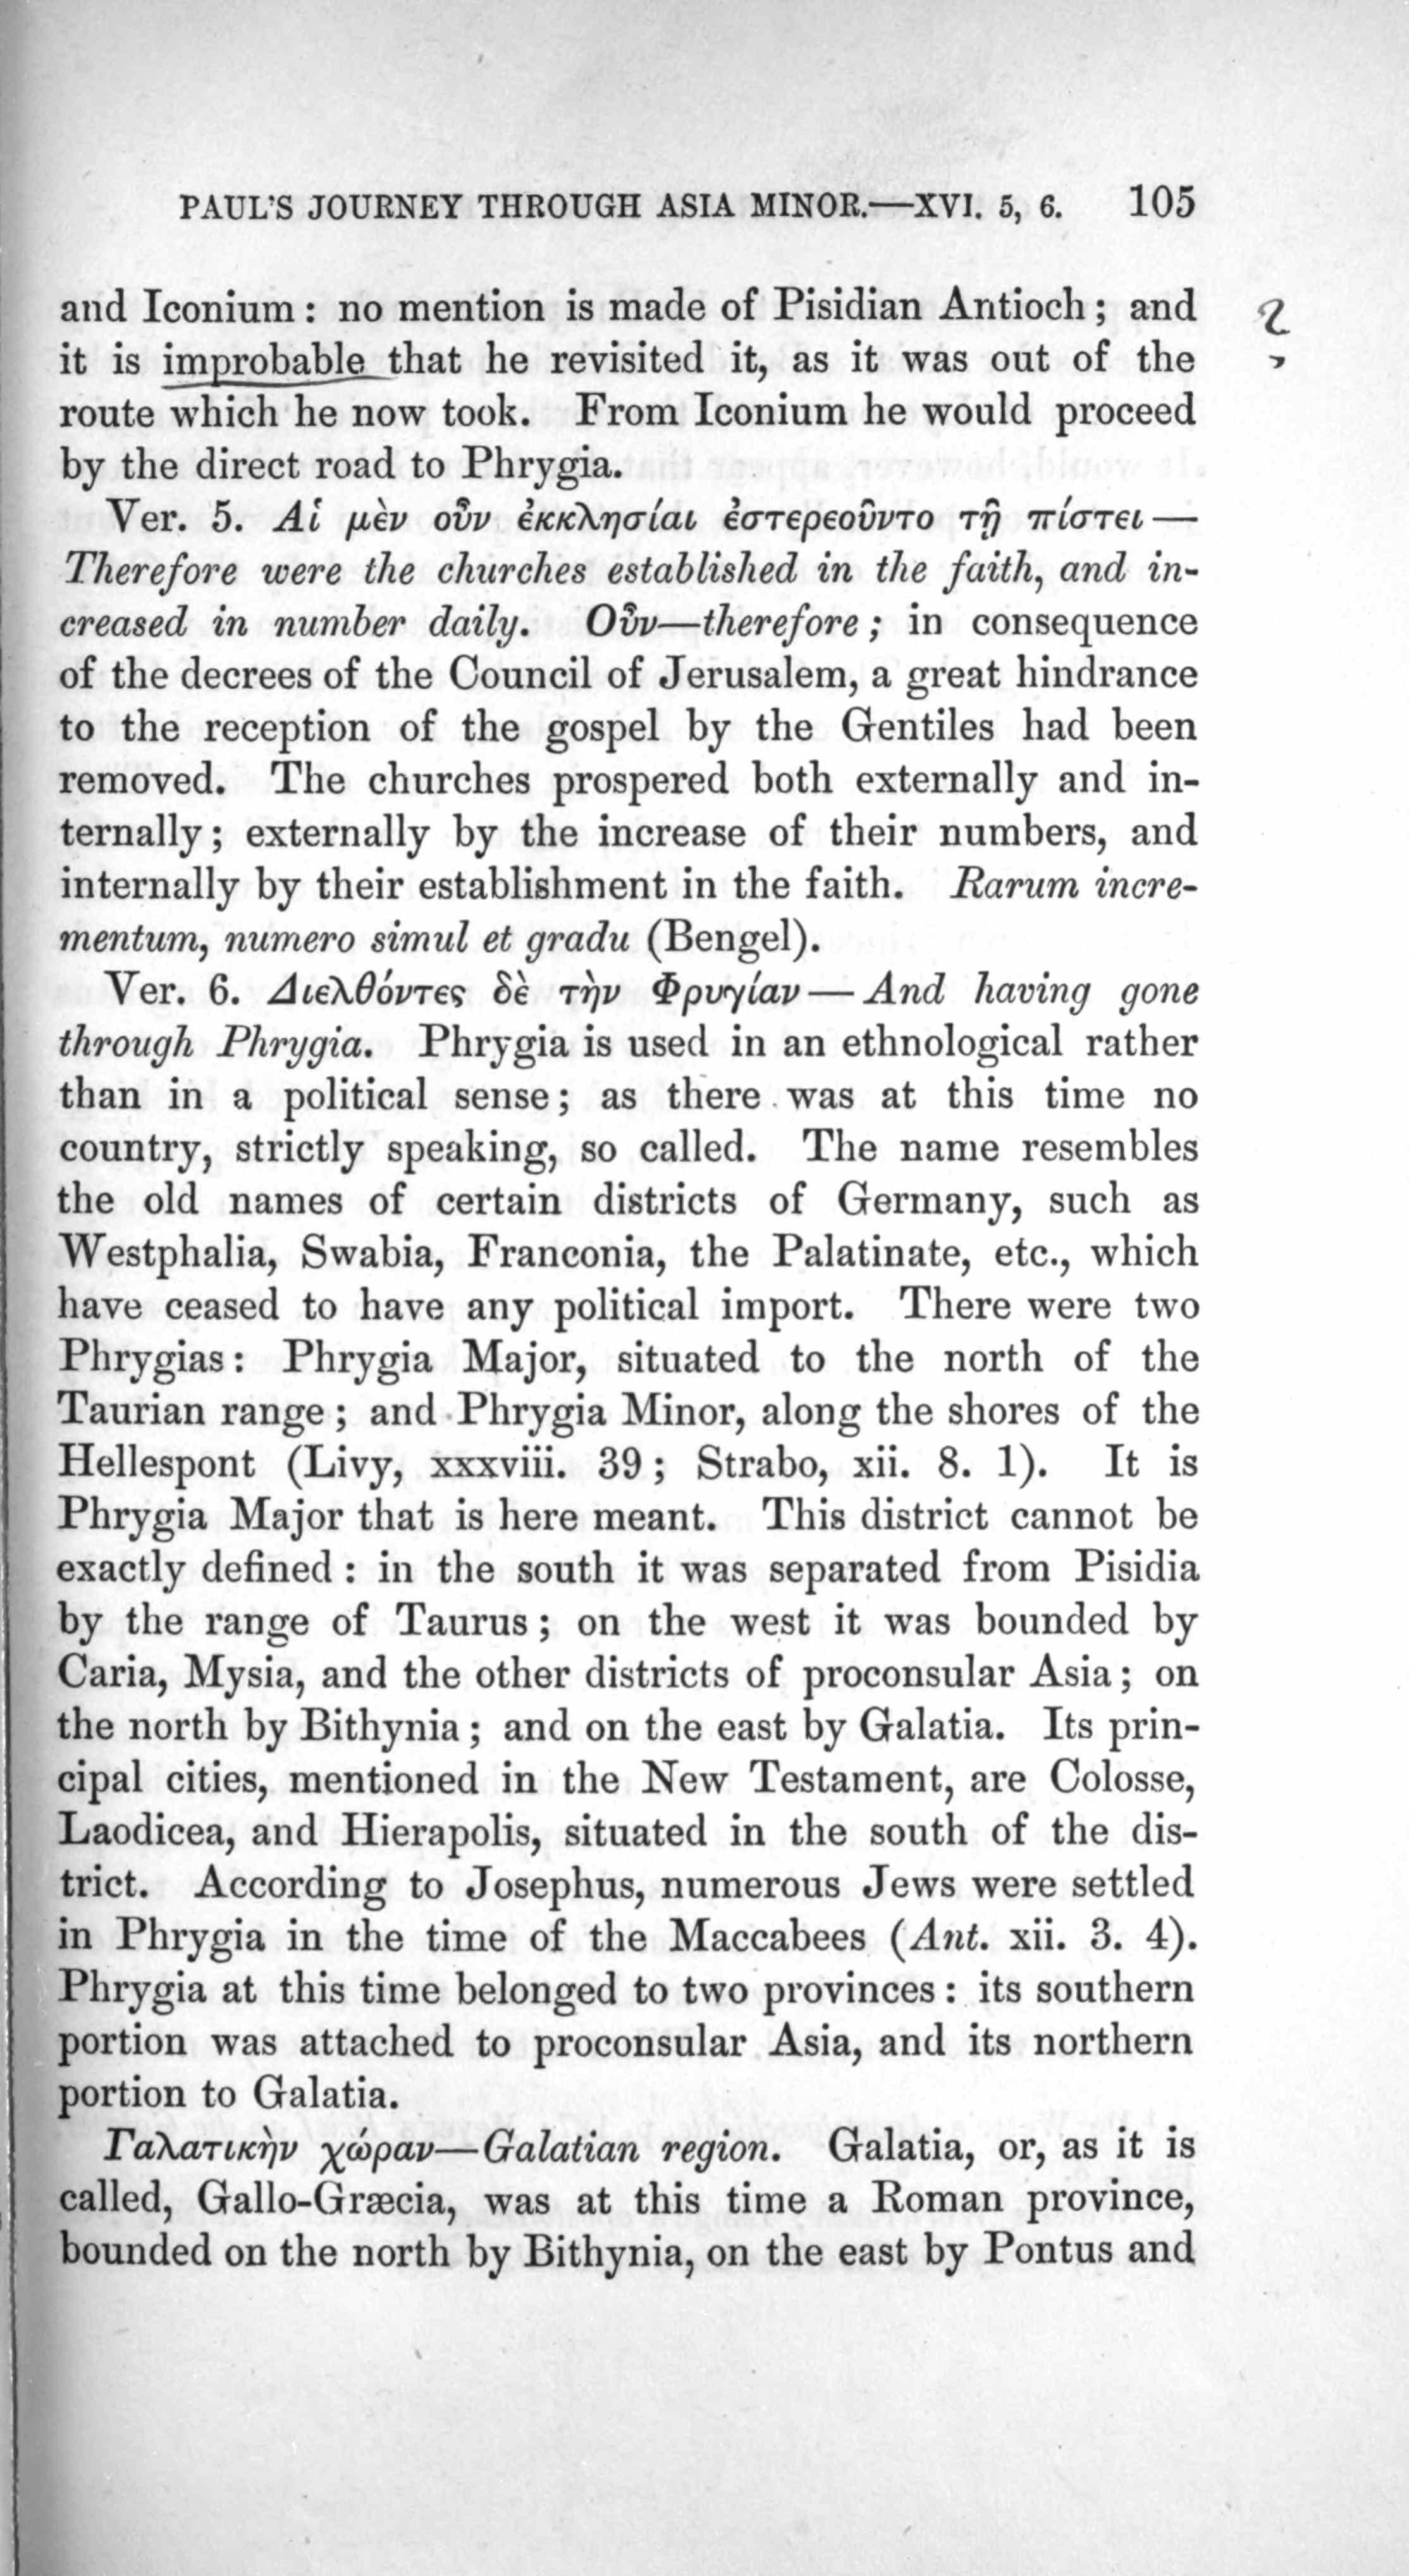 PAUL'S JOURNEY THROUGH ASIA MINOR.—XVI. 5, 6. 105
and Iconium : no mention is made of Pisidian Antioch ; and ?
it is improbable that he revisited it, as it was out of the
route which he now took. From Iconium he would proceed
by the direct road to Phrygia.
Ver. 5. Αἱ μὲν οὖν ἐκκλησίαι ἐστερεοῦντο τῇ πίστει —
Therefore were the churches established in the faith, and in-
creased in number daily. Οὖν—therefore ; in consequence
of the decrees of the Council of Jerusalem, a great hindrance
to the reception of the gospel by the Gentiles had been
removed. The churches prospered both externally and in-
ternally ; externally by the increase of their numbers, and
internally by their establishment in the faith. Rarum incre-
mentum, numero simul et gradu (Bengel).
Ver. 6. Διελθόντες δὲ τὴν Φρυγίαν — And having gone
through Phrygia. Phrygia is used in an ethnological rather
than in a political sense ; as there was at this time no
country, strictly speaking, so called. The name resembles
the old names of certain districts of Germany, such as
Westphalia, Swabia, Franconia, the Palatinate, etc., which
have ceased to have any political import. There were two
Phrygias : Phrygia Major, situated to the north of the
Taurian range ; and Phrygia Minor, along the shores of the
Hellespont (Livy, xxxviii. 39 ; Strabo, xii. 8. 1). It is
Phrygia Major that is here meant. This district cannot be
exactly defined : in the south it was separated from Pisidia
by the range of Taurus ; on the west it was bounded by
Caria, Mysia, and the other districts of proconsular Asia ; on
the north by Bithynia ; and on the east by Galatia. Its prin-
cipal cities, mentioned in the New Testament, are Colosse,
Laodicea, and Hierapolis, situated in the south of the dis-
trict. According to Josephus, numerous Jews were settled
in Phrygia in the time of the Maccabees (Ant. xii. 3. 4).
Phrygia at this time belonged to two provinces : its southern
portion was attached to proconsular Asia, and its northern
portion to Galatia.
Γαλατικὴν χώραν—Galatian region. Galatia, or, as it is
called, Gallo-Græcia, was at this time a Roman province,
bounded on the north by Bithynia, on the east by Pontus and